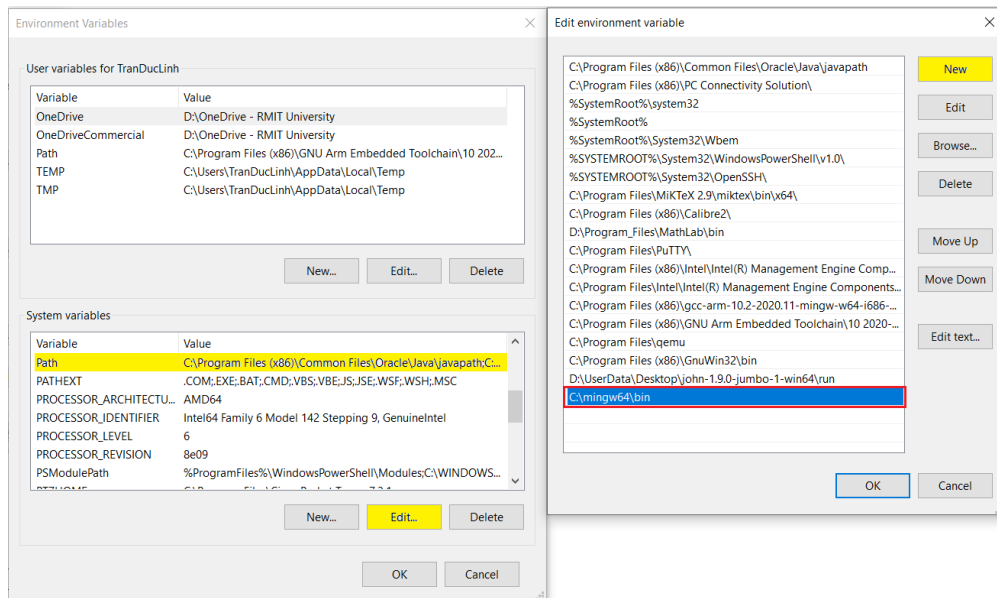 Environment Variables
User variables for TranDucLinh
Variable Value
OneDrive D:\OneDrive - RMIT University
OneDriveCommercial D:\OneDrive - RMIT University
Path C:\Program Files (x86)\GNU Arm Embedded Toolchain\10 202...
TEMP C:\Users\TranDucLinh\AppData\Local\Temp
TMP C:\Users\TranDucLinh\AppData\Local\Temp
New... Edit... Delete
System variables
Variable Value
Path C:\Program Files (x86)\Common Files\Oracle\Java\javapath;C:...
PATHEXT .COM;.EXE;.BAT;.CMD;.VBS;.VBE;.JS;.JSE;.WSF;.WSH;.MSC
PROCESSOR_ARCHITECTU... AMD64
PROCESSOR_IDENTIFIER Intel64 Family 6 Model 142 Stepping 9, GenuineIntel
PROCESSOR_LEVEL 6
PROCESSOR_REVISION 8e09
PSModulePath %ProgramFiles%\WindowsPowerShell\Modules;C:\WINDOWS...
New... Edit... Delete
OK Cancel
Edit environment variable
C:\Program Files (x86)\Common Files\Oracle\Java\javapath
C:\Program Files (x86)\PC Connectivity Solution\
%SystemRoot%\system32
%SystemRoot%
%SystemRoot%\System32\Wbem
%SYSTEMROOT%\System32\WindowsPowerShell\v1.0\
%SYSTEMROOT%\System32\OpenSSH\
C:\Program Files\MiKTeX 2.9\miktex\bin\x64\
C:\Program Files (x86)\Calibre2\
D:\Program_Files\MathLab\bin
C:\Program Files\PuTTY\
C:\Program Files (x86)\Intel\Intel(R) Management Engine Comp...
C:\Program Files\Intel\Intel(R) Management Engine Components...
C:\Program Files (x86)\gcc-arm-10.2-2020.11-mingw-w64-i686-...
C:\Program Files (x86)\GNU Arm Embedded Toolchain\10 2020-...
C:\Program Files\qemu
C:\Program Files (x86)\GnuWin32\bin
D:\UserData\Desktop\john-1.9.0-jumbo-1-win64\run
C:\mingw64\bin
New
Edit
Browse...
Delete
Move Up
Move Down
Edit text...
OK Cancel